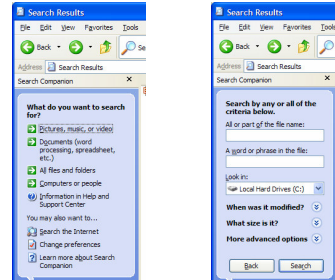 Search Results
File Edit View Favorites Tools
Back
Address Search Results
Search Companion
What do you want to search
for?
Pictures, music, or video
Documents (word
processing, spreadsheet,
etc.)
All files and folders
Computers or people
Information in Help and
Support Center
You may also want to...
Search the Internet
Change preferences
Learn more about Search
Companion
Search Results
File Edit View Favorites Tools
Back
Address Search Results
Search Companion
Search by any or all of the
criteria below.
All or part of the file name:
A word or phrase in the file:
Look in:
Local Hard Drives (C:)
When was it modified?
What size is it?
More advanced options
Back Search